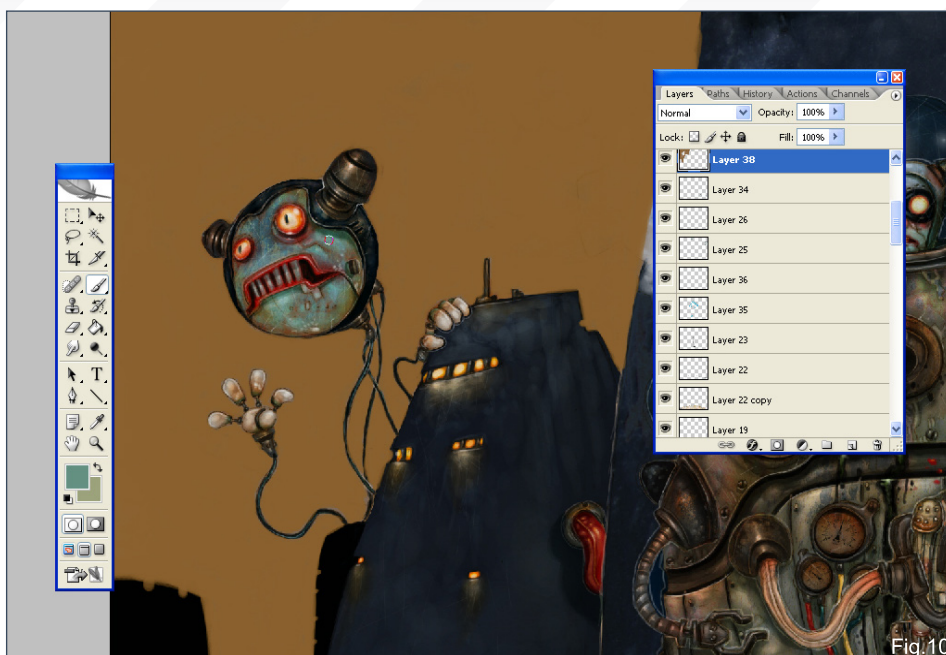 Layers Paths History Actions Channels
Normal Opacity: 100%
Lock: Fill: 100%
Layer 38
Layer 34
Layer 26
Layer 25
Layer 36
Layer 35
Layer 23
Layer 22
Layer 22 copy
Layer 19
T
Fig.10